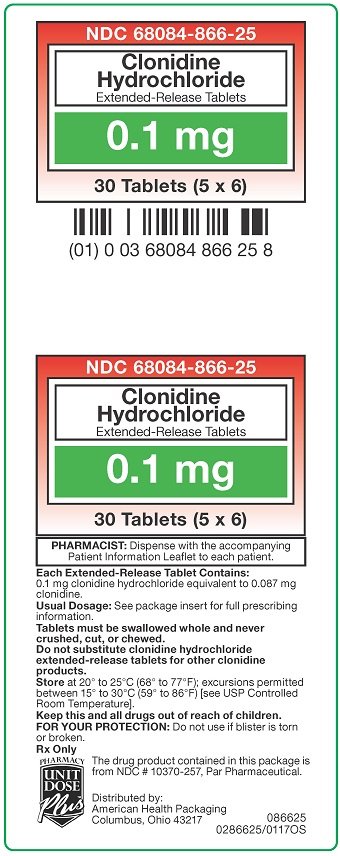 NDC 68084-866-25
Clonidine
Hydrochloride
Extended-Release Tablets
0.1 mg
30 Tablets (5 x 6)
(01) 0 03 68084 866 25 8
NDC 68084-866-25
Clonidine
Hydrochloride
Extended-Release Tablets
0.1 mg
30 Tablets (5 x 6)
PHARMACIST: Dispense with the accompanying
Patient Information Leaflet to each patient.
Each Extended-Release Tablet Contains:
0.1 mg clonidine hydrochloride equivalent to 0.087 mg
clonidine.
Usual Dosage: See package insert for full prescribing
information.
Tablets must be swallowed whole and never
crushed, cut, or chewed.
Do not substitute clonidine hydrochloride
extended-release tablets for other clonidine
products.
Store at 20° to 25°C (68° to 77°F); excursions permitted
between 15° to 30°C (59° to 86°F) [see USP Controlled
Room Temperature].
Keep this and all drugs out of reach of children.
FOR YOUR PROTECTION: Do not use if blister is torn
or broken.
Rx Only
PHARMACY
UNIT
DOSE
Plus
The drug product contained in this package is
from NDC # 10370-257, Par Pharmaceutical.
Distributed by:
American Health Packaging
Columbus, Ohio 43217
086625
0286625/0117OS